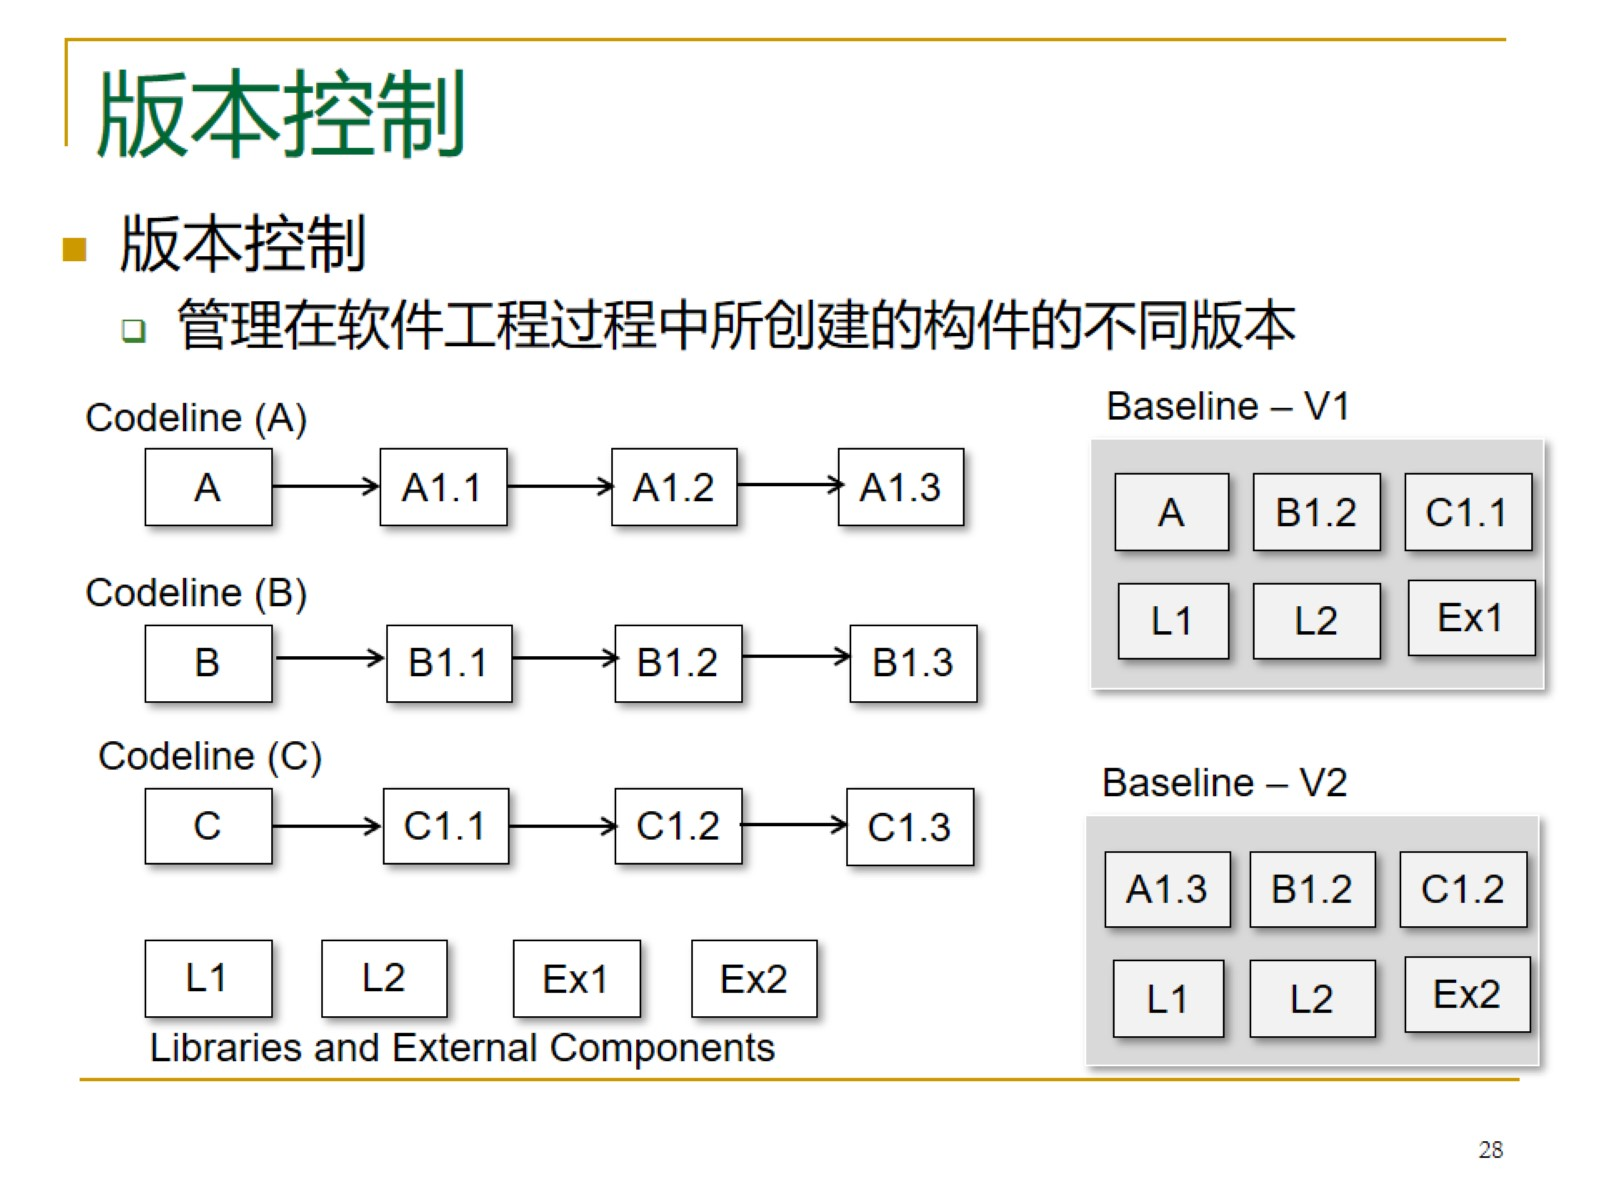 版本控制
版本控制
管理在软件工程过程中所创建的构件的不同版本
Codeline (A)
A A1.1 A1.2 A1.3
Codeline (B)
B B1.1 B1.2 B1.3
Codeline (C)
C C1.1 C1.2 C1.3
L1 L2 Ex1 Ex2
Libraries and External Components
Baseline – V1
A B1.2 C1.1
L1 L2 Ex1
Baseline – V2
A1.3 B1.2 C1.2
L1 L2 Ex2
28